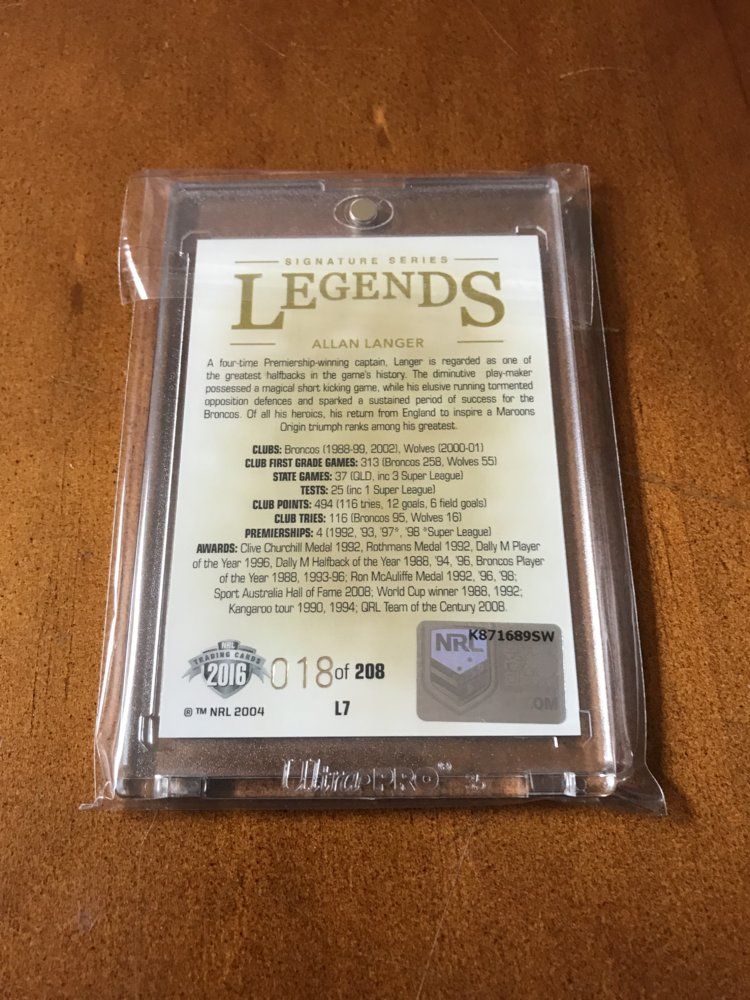 SIGNATURE SERIES
LEGENDS
ALLAN LANGER
A four-time Premiership-winning captain, Langer is regarded as one of
the greatest halfbacks in the game's history. The diminutive play-maker
possessed a magical short kicking game, while his elusive running tormented
opposition defences and sparked a sustained period of success for the
Broncos. Of all his heroics, his return from England to inspire a Maroons
Origin triumph ranks among his greatest.
CLUBS: Broncos (1988-99, 2002), Wolves (2000-01)
CLUB FIRST GRADE GAMES: 313 (Broncos 258, Wolves 55)
STATE GAMES: 37 (QLD, inc 3 Super League)
TESTS: 25 (inc 1 Super League)
CLUB POINTS: 494 (116 tries, 12 goals, 6 field goals)
CLUB TRIES: 116 (Broncos 95, Wolves 16)
PREMIERSHIPS: 4 (1992, '93, '97*, '98 *Super League)
AWARDS: Clive Churchill Medal 1992, Rothmans Medal 1992, Dally M Player
of the Year 1996, Dally M Halfback of the Year 1988, '94, '96, Broncos Player
of the Year 1988, 1993-96; Ron McAuliffe Medal 1992, '96, '98;
Sport Australia Hall of Fame 2008; World Cup winner 1988, 1992;
Kangaroo tour 1990, 1994; QRL Team of the Century 2008.
NRL
TRADING CARDS
2016
018 of 208
® ™ NRL 2004
L7
K871689SW
NRL
.OM
UltraPRO